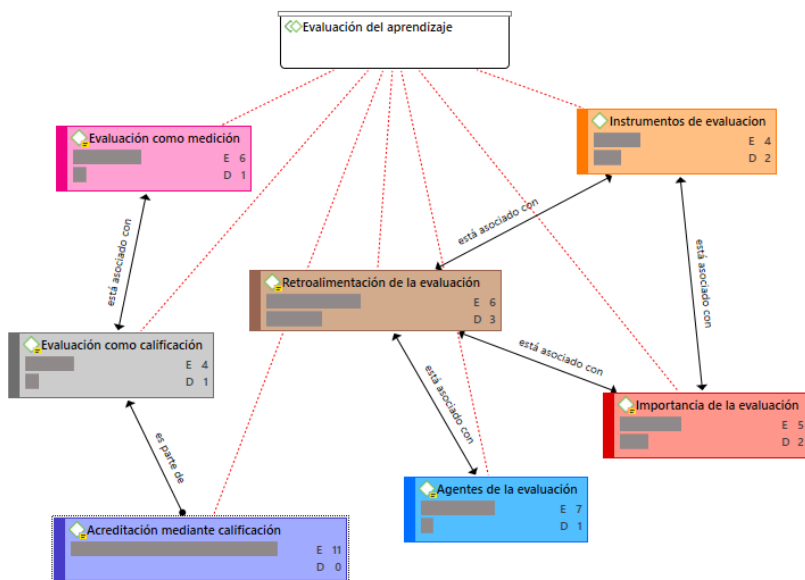 Evaluación del aprendizaje
Evaluación como medición
E 6
D 1
Instrumentos de evaluacion
E 4
D 2
está asociado con
está asociado con
está asociado con
Retroalimentación de la evaluación
E 6
D 3
Evaluación como calificación
E 4
D 1
está asociado con
está asociado con
Importancia de la evaluación
E 5
D 2
es parte de
Agentes de la evaluación
E 7
D 1
Acreditación mediante calificación
E 11
D 0